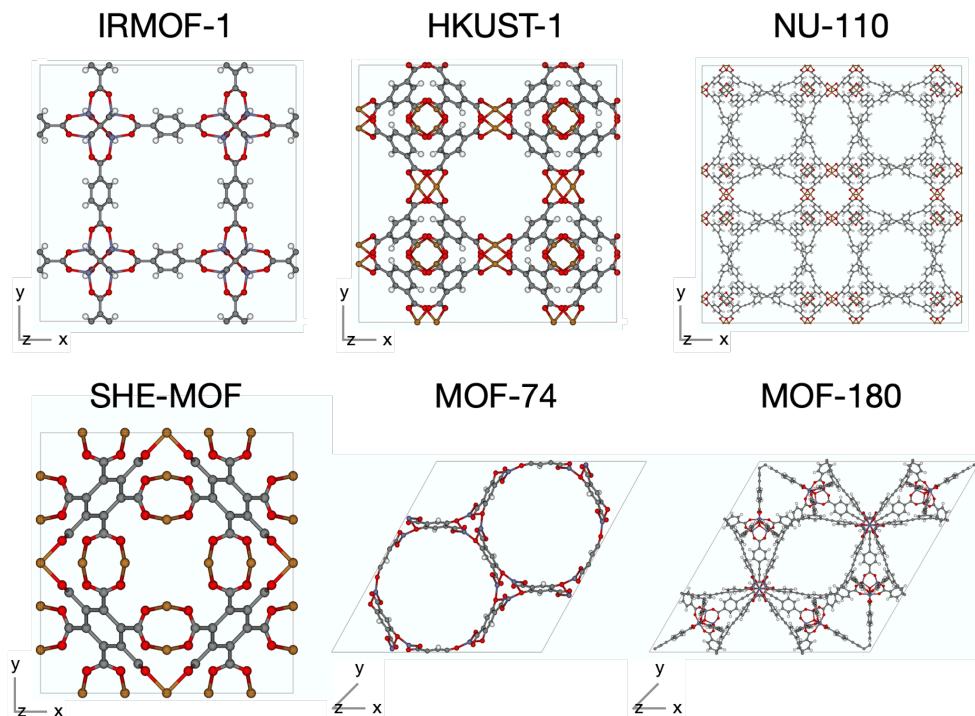 IRMOF-1
HKUST-1
NU-110
y
z x
y
z x
y
z x
SHE-MOF
MOF-74
MOF-180
y
z x
y
z x
y
z x